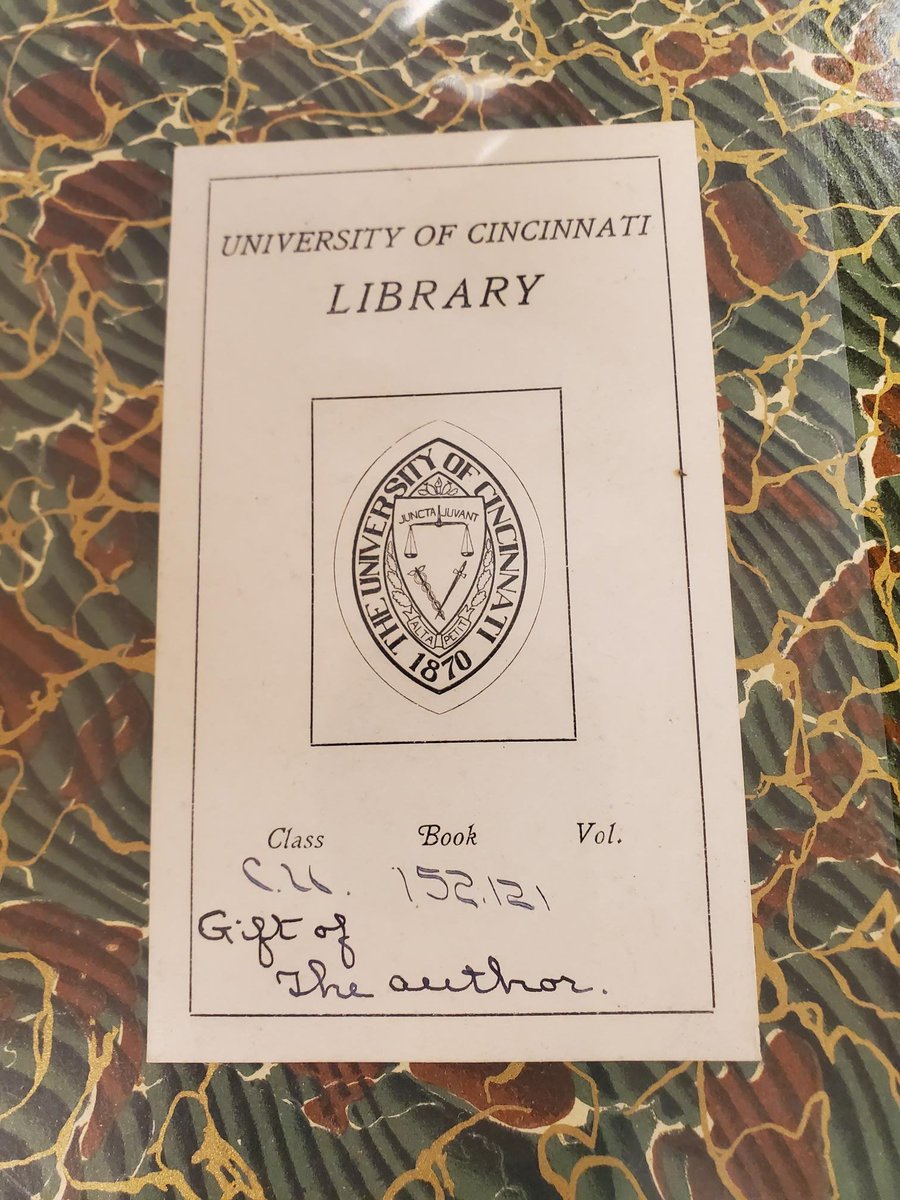 UNIVERSITY OF CINCINNATI
LIBRARY
THE UNIVERSITY OF CINCINNATI
JUNCTA JUVANT
ALTA PETIT
1870
Class Book Vol.
C.U. 152.121
Gift of
The author.